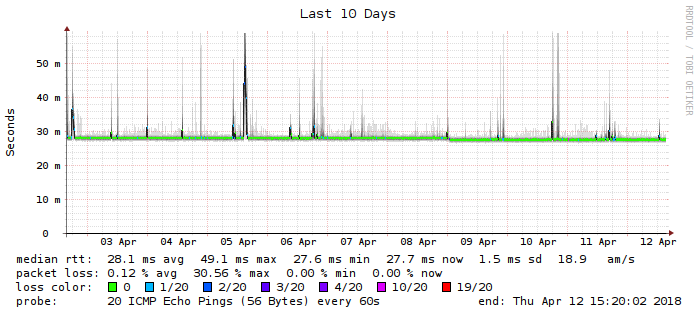 Last 10 Days
RRDTOOL / TOBI OETIKER
Seconds
50 m
40 m
30 m
20 m
10 m
0
03 Apr 04 Apr 05 Apr 06 Apr 07 Apr 08 Apr 09 Apr 10 Apr 11 Apr 12 Apr
median rtt: 28.1 ms avg 49.1 ms max 27.6 ms min 27.7 ms now 1.5 ms sd 18.9 am/s
packet loss: 0.12 % avg 30.56 % max 0.00 % min 0.00 % now
loss color: 0 1/20 2/20 3/20 4/20 10/20 19/20
probe: 20 ICMP Echo Pings (56 Bytes) every 60s end: Thu Apr 12 15:20:02 2018